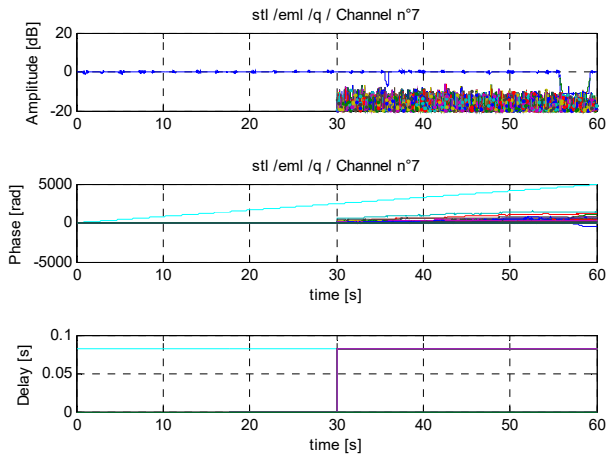 stl /eml /q / Channel n°7
Amplitude [dB]
20
0
-20
0 10 20 30 40 50 60
stl /eml /q / Channel n°7
Phase [rad]
5000
0
-5000
0 10 20 30 40 50 60
time [s]
Delay [s]
0.1
0.05
0
0 10 20 30 40 50 60
time [s]